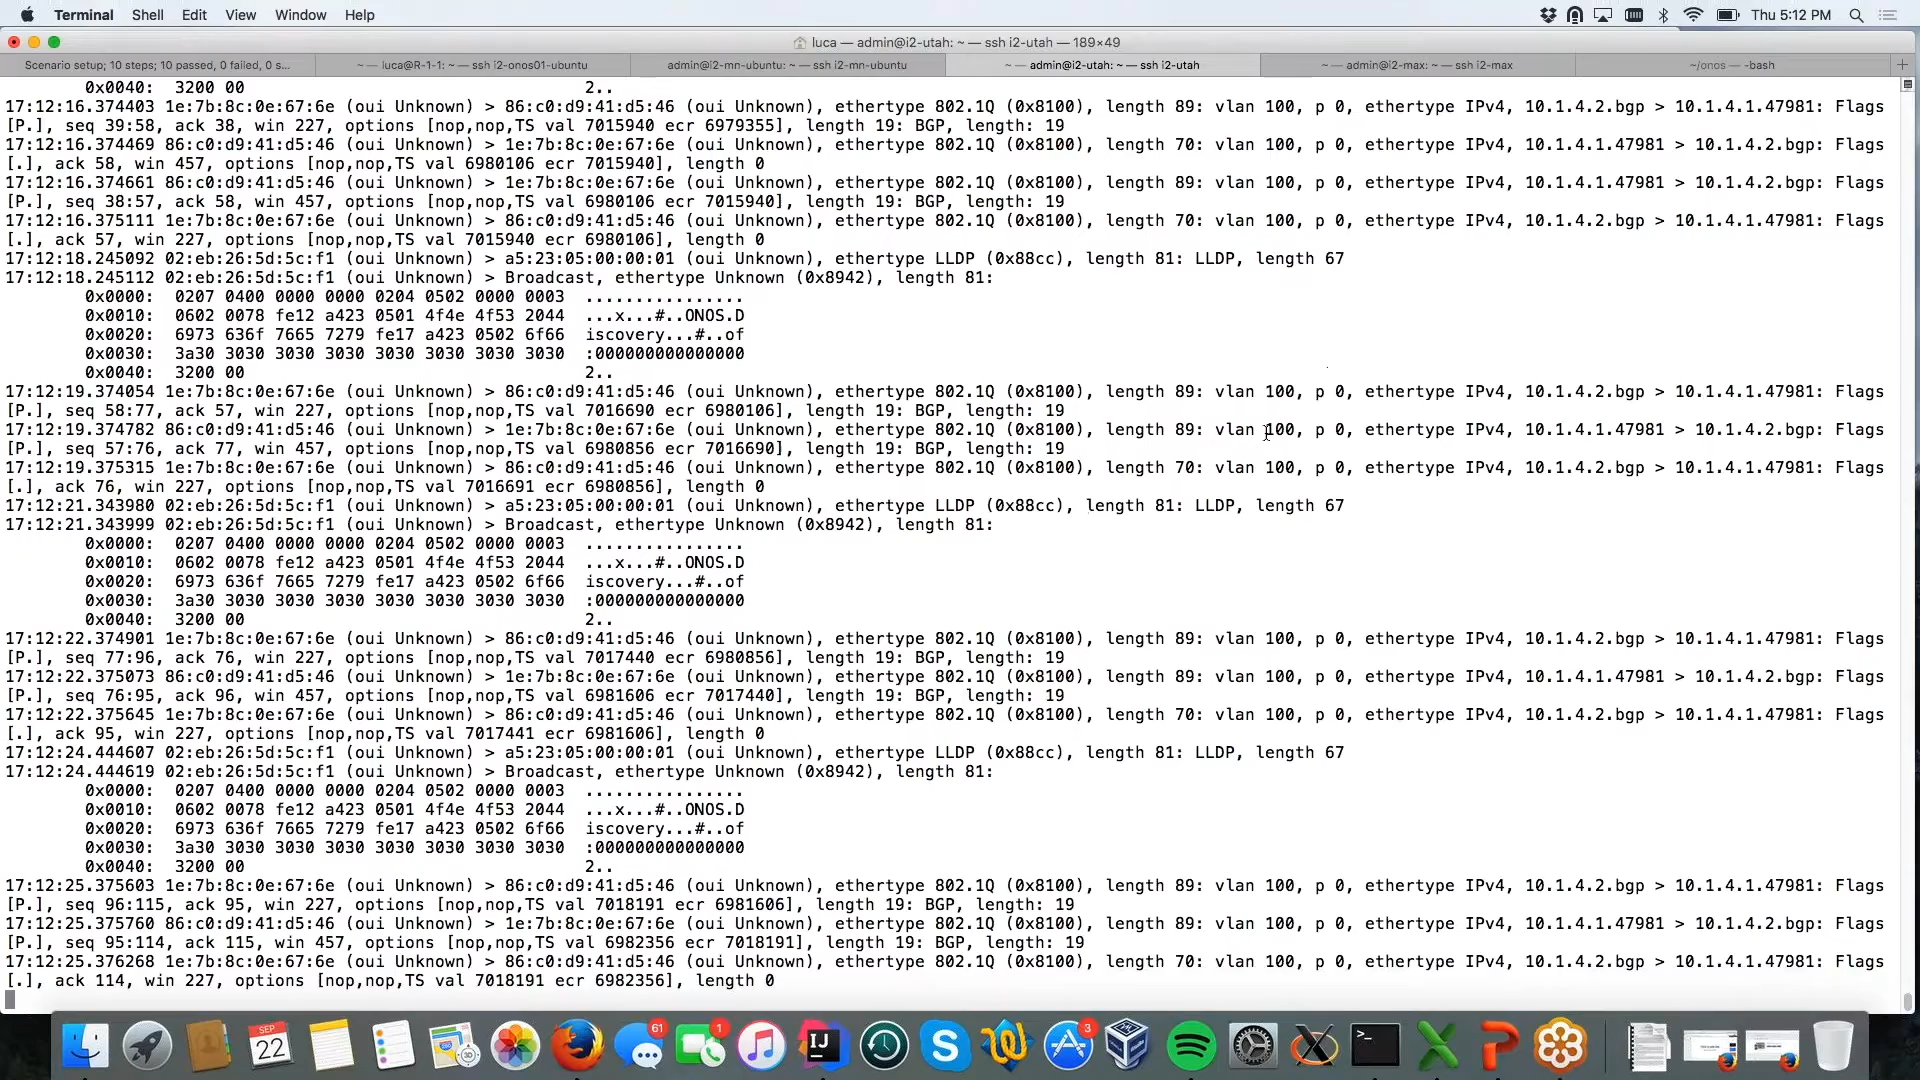 Terminal Shell Edit View Window Help Thu 5:12 PM
luca — admin@i2-utah: ~ — ssh i2-utah — 189×49
Scenario setup; 10 steps; 10 passed, 0 failed, 0 s... ~ — luca@R-1-1: ~ — ssh i2-onos01-ubuntu admin@i2-mn-ubuntu: ~ — ssh i2-mn-ubuntu ~ — admin@i2-utah: ~ — ssh i2-utah ~ — admin@i2-max: ~ — ssh i2-max ~/onos — -bash
0x0040: 3200 00 2..
17:12:16.374403 1e:7b:8c:0e:67:6e (oui Unknown) > 86:c0:d9:41:d5:46 (oui Unknown), ethertype 802.1Q (0x8100), length 89: vlan 100, p 0, ethertype IPv4, 10.1.4.2.bgp > 10.1.4.1.47981: Flags
[P.], seq 39:58, ack 38, win 227, options [nop,nop,TS val 7015940 ecr 6979355], length 19: BGP, length: 19
17:12:16.374469 86:c0:d9:41:d5:46 (oui Unknown) > 1e:7b:8c:0e:67:6e (oui Unknown), ethertype 802.1Q (0x8100), length 70: vlan 100, p 0, ethertype IPv4, 10.1.4.1.47981 > 10.1.4.2.bgp: Flags
[.], ack 58, win 457, options [nop,nop,TS val 6980106 ecr 7015940], length 0
17:12:16.374661 86:c0:d9:41:d5:46 (oui Unknown) > 1e:7b:8c:0e:67:6e (oui Unknown), ethertype 802.1Q (0x8100), length 89: vlan 100, p 0, ethertype IPv4, 10.1.4.1.47981 > 10.1.4.2.bgp: Flags
[P.], seq 38:57, ack 58, win 457, options [nop,nop,TS val 6980106 ecr 7015940], length 19: BGP, length: 19
17:12:16.375111 1e:7b:8c:0e:67:6e (oui Unknown) > 86:c0:d9:41:d5:46 (oui Unknown), ethertype 802.1Q (0x8100), length 70: vlan 100, p 0, ethertype IPv4, 10.1.4.2.bgp > 10.1.4.1.47981: Flags
[.], ack 57, win 227, options [nop,nop,TS val 7015940 ecr 6980106], length 0
17:12:18.245092 02:eb:26:5d:5c:f1 (oui Unknown) > a5:23:05:00:00:01 (oui Unknown), ethertype LLDP (0x88cc), length 81: LLDP, length 67
17:12:18.245112 02:eb:26:5d:5c:f1 (oui Unknown) > Broadcast, ethertype Unknown (0x8942), length 81:
0x0000: 0207 0400 0000 0000 0204 0502 0000 0003 ................
0x0010: 0602 0078 fe12 a423 0501 4f4e 4f53 2044 ...x...#..ONOS.D
0x0020: 6973 636f 7665 7279 fe17 a423 0502 6f66 iscovery...#..of
0x0030: 3a30 3030 3030 3030 3030 3030 3030 3030 :000000000000000
0x0040: 3200 00 2..
17:12:19.374054 1e:7b:8c:0e:67:6e (oui Unknown) > 86:c0:d9:41:d5:46 (oui Unknown), ethertype 802.1Q (0x8100), length 89: vlan 100, p 0, ethertype IPv4, 10.1.4.2.bgp > 10.1.4.1.47981: Flags
[P.], seq 58:77, ack 57, win 227, options [nop,nop,TS val 7016690 ecr 6980106], length 19: BGP, length: 19
17:12:19.374782 86:c0:d9:41:d5:46 (oui Unknown) > 1e:7b:8c:0e:67:6e (oui Unknown), ethertype 802.1Q (0x8100), length 89: vlan 100, p 0, ethertype IPv4, 10.1.4.1.47981 > 10.1.4.2.bgp: Flags
[P.], seq 57:76, ack 77, win 457, options [nop,nop,TS val 6980856 ecr 7016690], length 19: BGP, length: 19
17:12:19.375315 1e:7b:8c:0e:67:6e (oui Unknown) > 86:c0:d9:41:d5:46 (oui Unknown), ethertype 802.1Q (0x8100), length 70: vlan 100, p 0, ethertype IPv4, 10.1.4.2.bgp > 10.1.4.1.47981: Flags
[.], ack 76, win 227, options [nop,nop,TS val 7016691 ecr 6980856], length 0
17:12:21.343980 02:eb:26:5d:5c:f1 (oui Unknown) > a5:23:05:00:00:01 (oui Unknown), ethertype LLDP (0x88cc), length 81: LLDP, length 67
17:12:21.343999 02:eb:26:5d:5c:f1 (oui Unknown) > Broadcast, ethertype Unknown (0x8942), length 81:
0x0000: 0207 0400 0000 0000 0204 0502 0000 0003 ................
0x0010: 0602 0078 fe12 a423 0501 4f4e 4f53 2044 ...x...#..ONOS.D
0x0020: 6973 636f 7665 7279 fe17 a423 0502 6f66 iscovery...#..of
0x0030: 3a30 3030 3030 3030 3030 3030 3030 3030 :000000000000000
0x0040: 3200 00 2..
17:12:22.374901 1e:7b:8c:0e:67:6e (oui Unknown) > 86:c0:d9:41:d5:46 (oui Unknown), ethertype 802.1Q (0x8100), length 89: vlan 100, p 0, ethertype IPv4, 10.1.4.2.bgp > 10.1.4.1.47981: Flags
[P.], seq 77:96, ack 76, win 227, options [nop,nop,TS val 7017440 ecr 6980856], length 19: BGP, length: 19
17:12:22.375073 86:c0:d9:41:d5:46 (oui Unknown) > 1e:7b:8c:0e:67:6e (oui Unknown), ethertype 802.1Q (0x8100), length 89: vlan 100, p 0, ethertype IPv4, 10.1.4.1.47981 > 10.1.4.2.bgp: Flags
[P.], seq 76:95, ack 96, win 457, options [nop,nop,TS val 6981606 ecr 7017440], length 19: BGP, length: 19
17:12:22.375645 1e:7b:8c:0e:67:6e (oui Unknown) > 86:c0:d9:41:d5:46 (oui Unknown), ethertype 802.1Q (0x8100), length 70: vlan 100, p 0, ethertype IPv4, 10.1.4.2.bgp > 10.1.4.1.47981: Flags
[.], ack 95, win 227, options [nop,nop,TS val 7017441 ecr 6981606], length 0
17:12:24.444607 02:eb:26:5d:5c:f1 (oui Unknown) > a5:23:05:00:00:01 (oui Unknown), ethertype LLDP (0x88cc), length 81: LLDP, length 67
17:12:24.444619 02:eb:26:5d:5c:f1 (oui Unknown) > Broadcast, ethertype Unknown (0x8942), length 81:
0x0000: 0207 0400 0000 0000 0204 0502 0000 0003 ................
0x0010: 0602 0078 fe12 a423 0501 4f4e 4f53 2044 ...x...#..ONOS.D
0x0020: 6973 636f 7665 7279 fe17 a423 0502 6f66 iscovery...#..of
0x0030: 3a30 3030 3030 3030 3030 3030 3030 3030 :000000000000000
0x0040: 3200 00 2..
17:12:25.375603 1e:7b:8c:0e:67:6e (oui Unknown) > 86:c0:d9:41:d5:46 (oui Unknown), ethertype 802.1Q (0x8100), length 89: vlan 100, p 0, ethertype IPv4, 10.1.4.2.bgp > 10.1.4.1.47981: Flags
[P.], seq 96:115, ack 95, win 227, options [nop,nop,TS val 7018191 ecr 6981606], length 19: BGP, length: 19
17:12:25.375760 86:c0:d9:41:d5:46 (oui Unknown) > 1e:7b:8c:0e:67:6e (oui Unknown), ethertype 802.1Q (0x8100), length 89: vlan 100, p 0, ethertype IPv4, 10.1.4.1.47981 > 10.1.4.2.bgp: Flags
[P.], seq 95:114, ack 115, win 457, options [nop,nop,TS val 6982356 ecr 7018191], length 19: BGP, length: 19
17:12:25.376268 1e:7b:8c:0e:67:6e (oui Unknown) > 86:c0:d9:41:d5:46 (oui Unknown), ethertype 802.1Q (0x8100), length 70: vlan 100, p 0, ethertype IPv4, 10.1.4.2.bgp > 10.1.4.1.47981: Flags
[.], ack 114, win 227, options [nop,nop,TS val 7018191 ecr 6982356], length 0
SEP
22
61
1
IJ
3